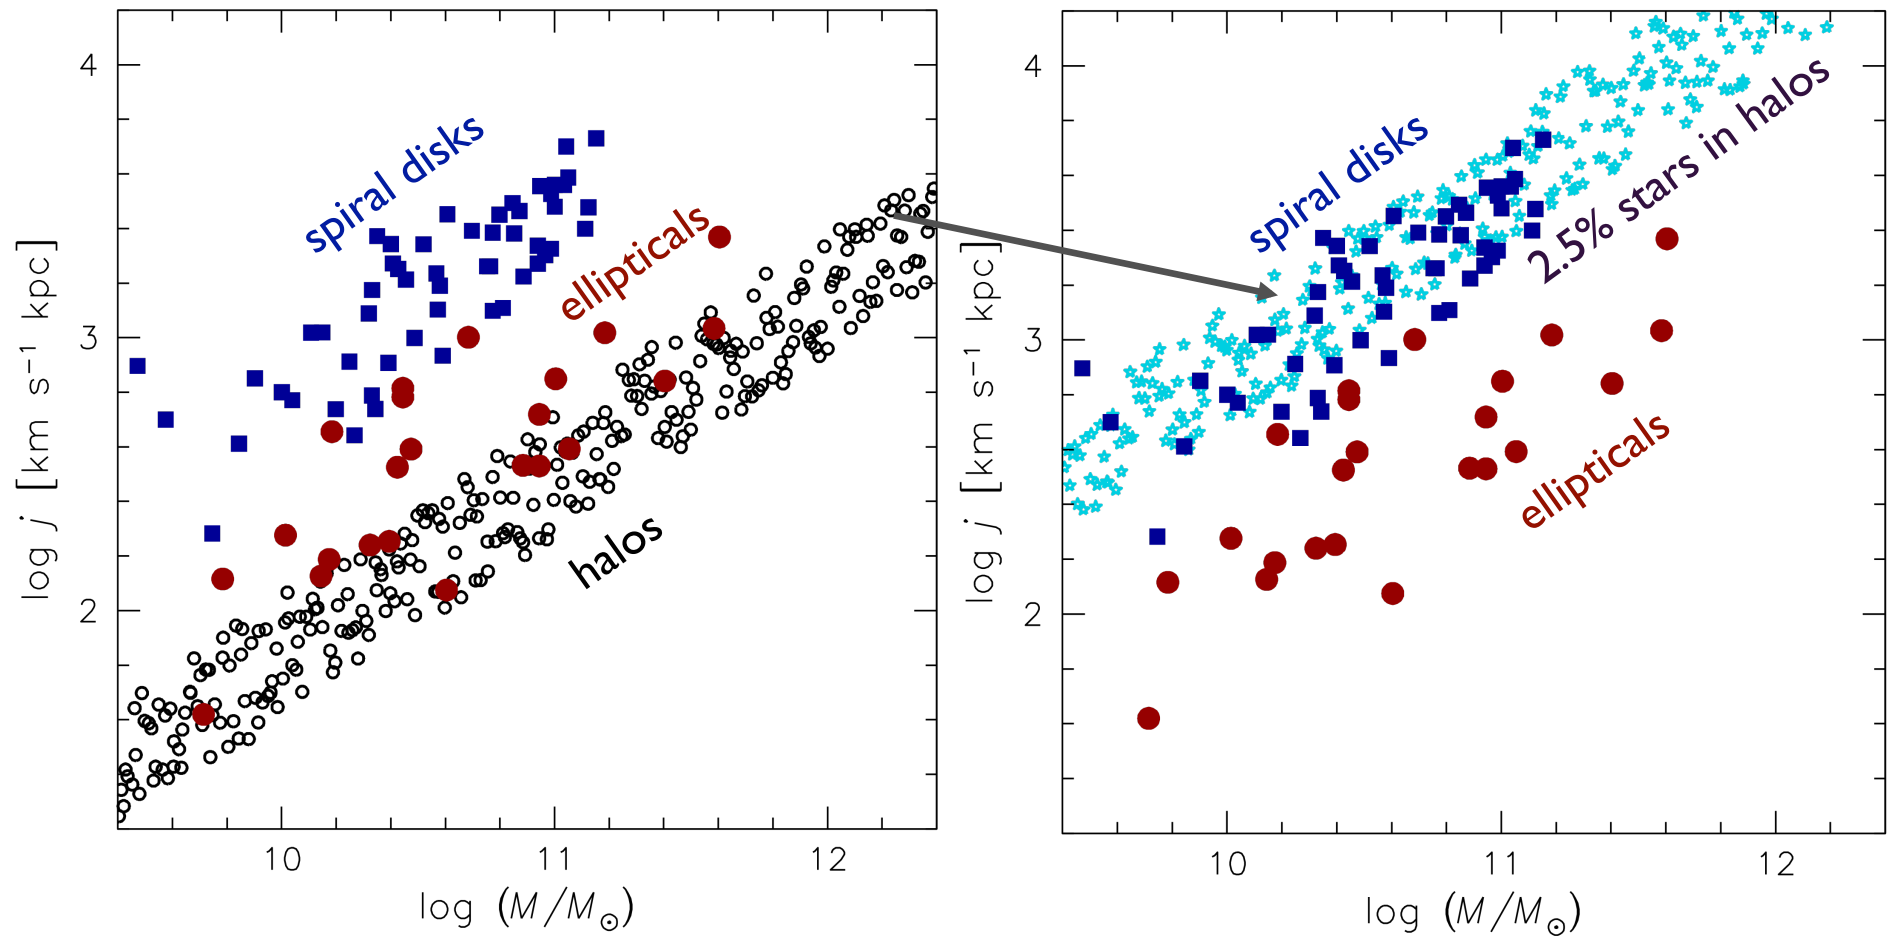 4
3
2
10
11
12
log j [km s⁻¹ kpc]
log (M/M☉)
spiral disks
ellipticals
halos
4
3
2
10
11
12
log j [km s⁻¹ kpc]
log (M/M☉)
spiral disks
2.5% stars in halos
ellipticals